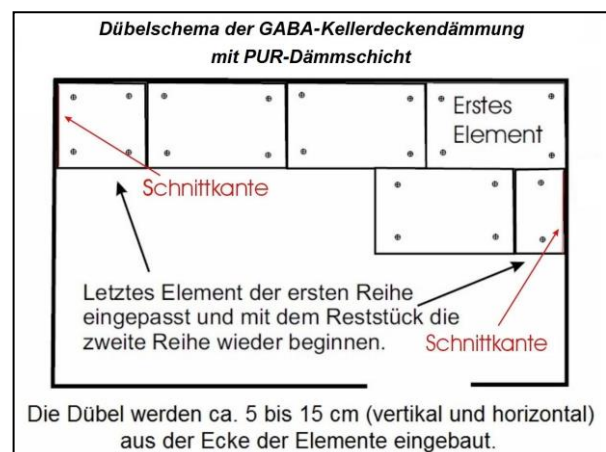 Dübelschema der GABA-Kellerdeckendämmung
mit PUR-Dämmschicht
Erstes
Element
Schnittkante
Letztes Element der ersten Reihe
eingepasst und mit dem Reststück die
zweite Reihe wieder beginnen.
Schnittkante
Die Dübel werden ca. 5 bis 15 cm (vertikal und horizontal)
aus der Ecke der Elemente eingebaut.